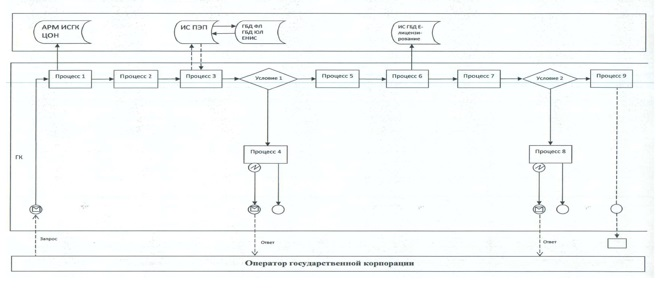 АРМ ИСГК
ЦОН
ИС ПЭП
ГБД ФЛ
ГБД ЮЛ
ЕНИС
ИС ГБД Е-
лицензи-
рование
Процесс 1
Процесс 2
Процесс 3
Условие 1
Процесс 5
Процесс 6
Процесс 7
Условие 2
Процесс 9
Процесс 4
Процесс 8
ГК
Запрос
Ответ
Ответ
Оператор государственной корпорации